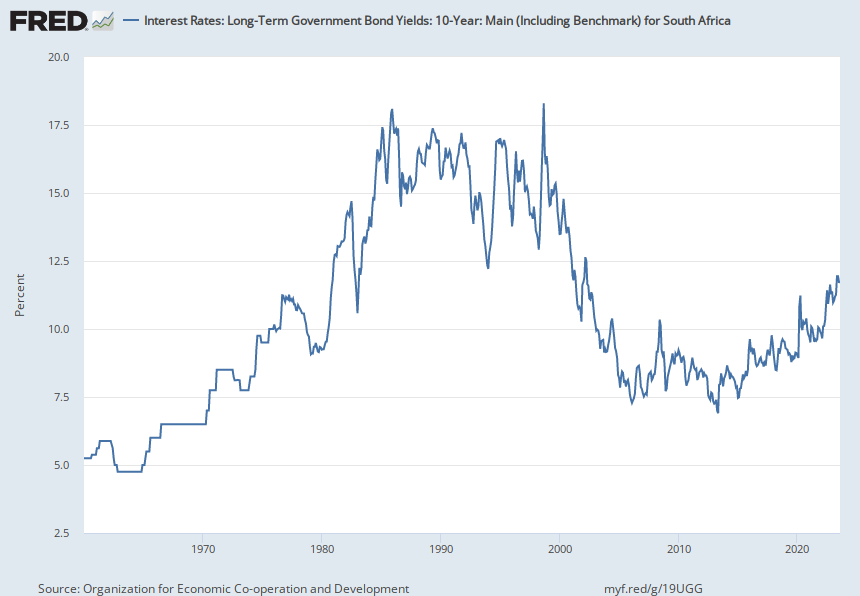 FRED
Interest Rates: Long-Term Government Bond Yields: 10-Year: Main (Including Benchmark) for South Africa
20.0
17.5
15.0
12.5
10.0
7.5
5.0
2.5
Percent
1970 1980 1990 2000 2010 2020
Source: Organization for Economic Co-operation and Development myf.red/g/19UGG